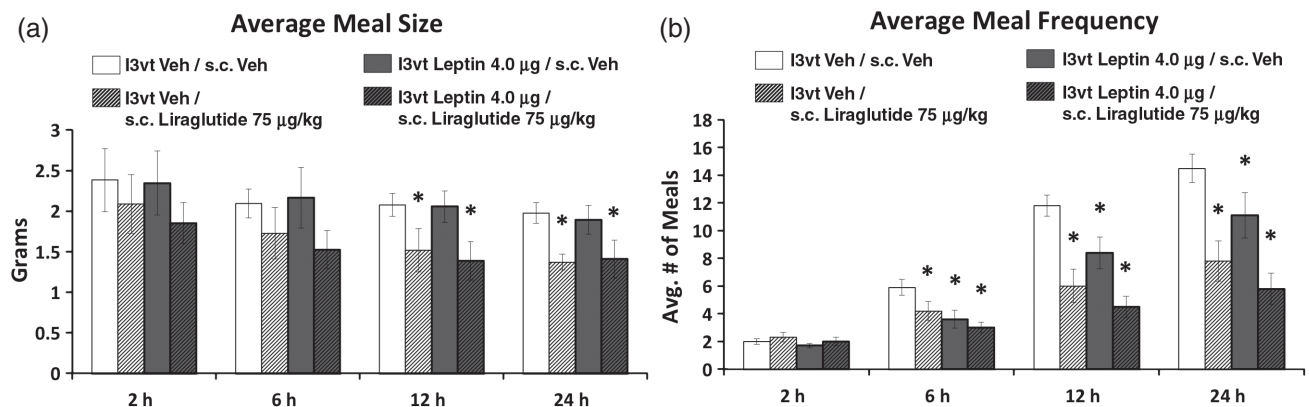 (a)
Average Meal Size
I3vt Veh / s.c. Veh
I3vt Leptin 4.0 µg / s.c. Veh
I3vt Veh /
s.c. Liraglutide 75 µg/kg
I3vt Leptin 4.0 µg /
s.c. Liraglutide 75 µg/kg
Grams
3
2.5
2
1.5
1
0.5
0
* *
* *
2 h 6 h 12 h 24 h
(b)
Average Meal Frequency
I3vt Veh / s.c. Veh
I3vt Leptin 4.0 µg / s.c. Veh
I3vt Veh /
s.c. Liraglutide 75 µg/kg
I3vt Leptin 4.0 µg /
s.c. Liraglutide 75 µg/kg
Avg. # of Meals
18
16
14
12
10
8
6
4
2
0
* * *
* * *
* * *
2 h 6 h 12 h 24 h